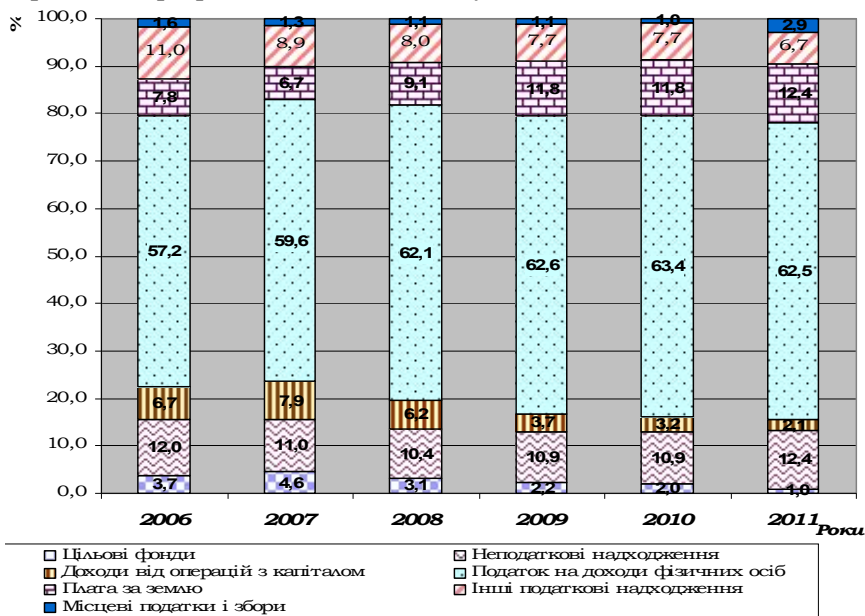 %
100,0
90,0
80,0
70,0
60,0
50,0
40,0
30,0
20,0
10,0
0,0
1,6 1,3 1,1 1,1 1,0 2,9
11,0 8,9 8,0 7,7 7,7 6,7
7,8 6,7 9,1 11,8 11,8 12,4
57,2 59,6 62,1 62,6 63,4 62,5
6,7 7,9 6,2 3,7 3,2 2,1
12,0 11,0 10,4 10,9 10,9 12,4
3,7 4,6 3,1 2,2 2,0 1,0
2006 2007 2008 2009 2010 2011
Роки
Цільові фонди Неподаткові надходження
Доходи від операцій з капіталом Податок на доходи фізичних осіб
Плата за землю Інші податкові надходження
Місцеві податки і збори